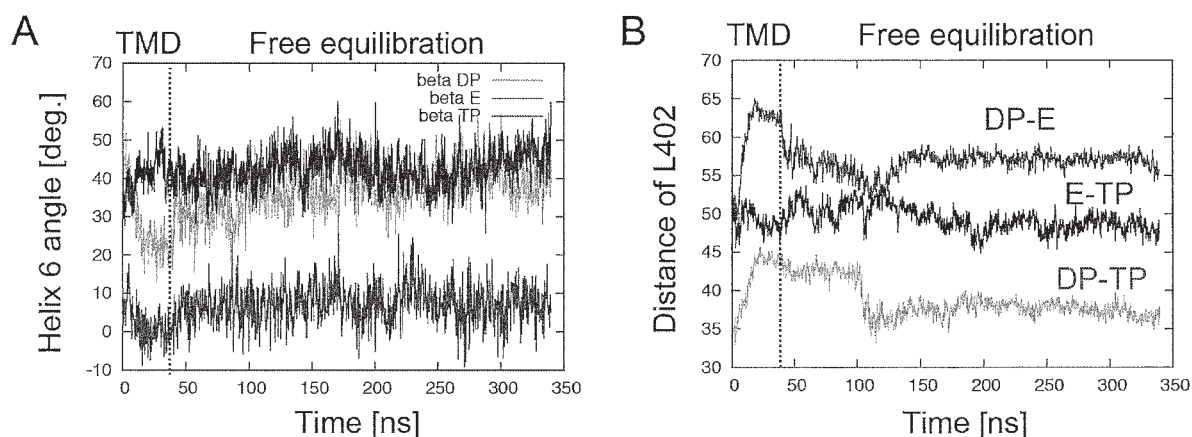 A
TMD Free equilibration
70
60
50
40
30
20
10
0
-10
beta DP
beta E
beta TP
Helix 6 angle [deg.]
0 50 100 150 200 250 300 350
Time [ns]
B
TMD Free equilibration
70
65
60
55
50
45
40
35
30
DP-E
E-TP
DP-TP
Distance of L402
0 50 100 150 200 250 300 350
Time [ns]